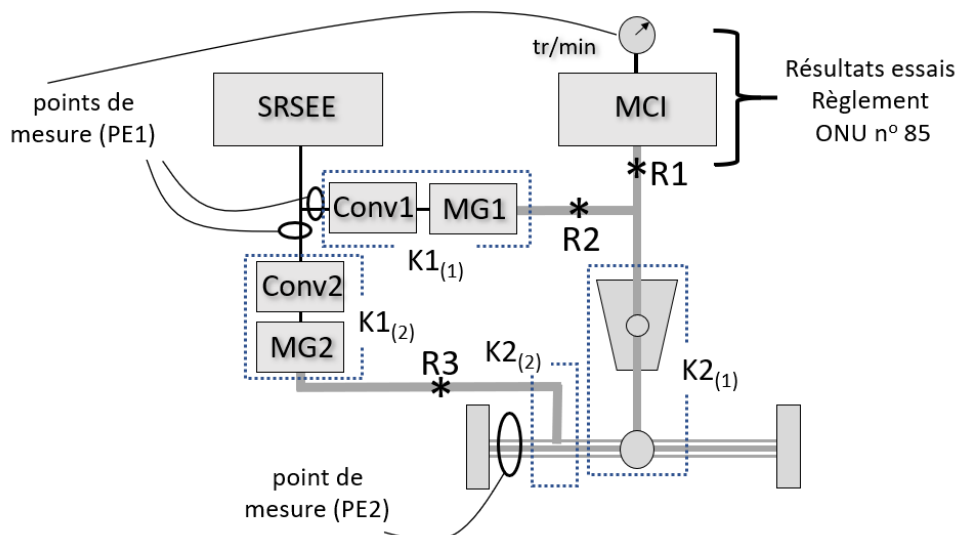 tr/min
points de
mesure (PE1)
SRSEE
MCI
Résultats essais
Règlement
ONU nº 85
R1
Conv1
MG1
R2
K1(1)
Conv2
MG2
K1(2)
R3
K2(2)
K2(1)
point de
mesure (PE2)